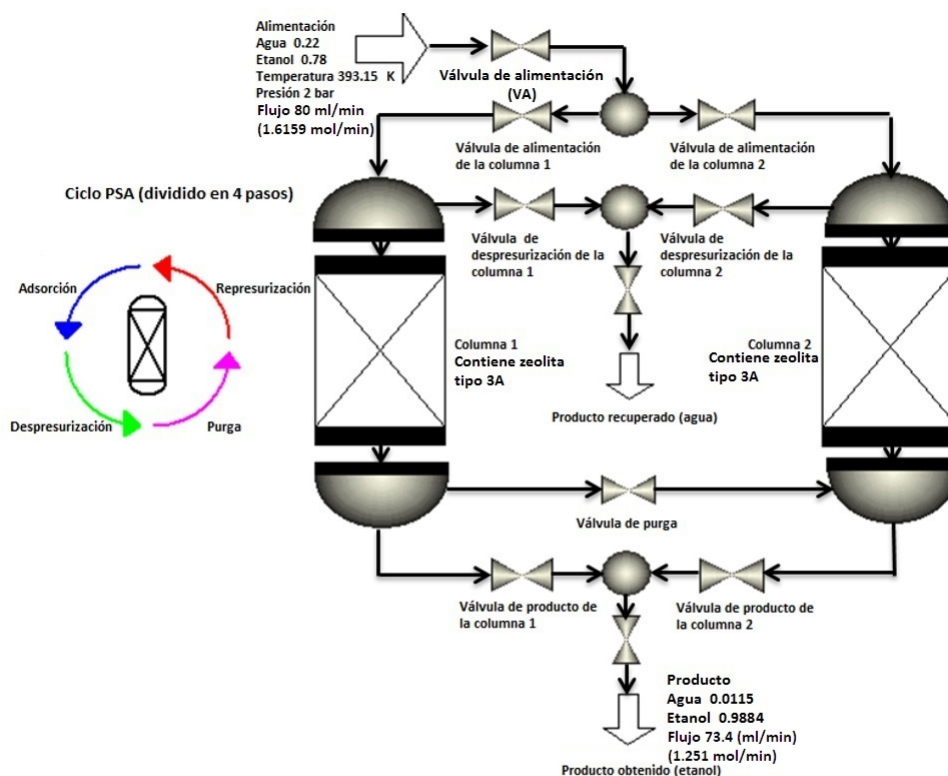 Alimentación
Agua 0.22
Etanol 0.78
Temperatura 393.15 K
Presión 2 bar
Flujo 80 ml/min
(1.6159 mol/min)
Válvula de alimentación
(VA)
Válvula de alimentación
de la columna 1
Válvula de alimentación
de la columna 2
Ciclo PSA (dividido en 4 pasos)
Adsorción
Represurización
Despresurización
Purga
Válvula de
despresurización de la
columna 1
Válvula de
despresurización de la
columna 2
Columna 1
Contiene zeolita
tipo 3A
Columna 2
Contiene zeolita
tipo 3A
Producto recuperado (agua)
Válvula de purga
Válvula de producto de
la columna 1
Válvula de producto de
la columna 2
Producto
Agua 0.0115
Etanol 0.9884
Flujo 73.4 (ml/min)
(1.251 mol/min)
Producto obtenido (etanol)